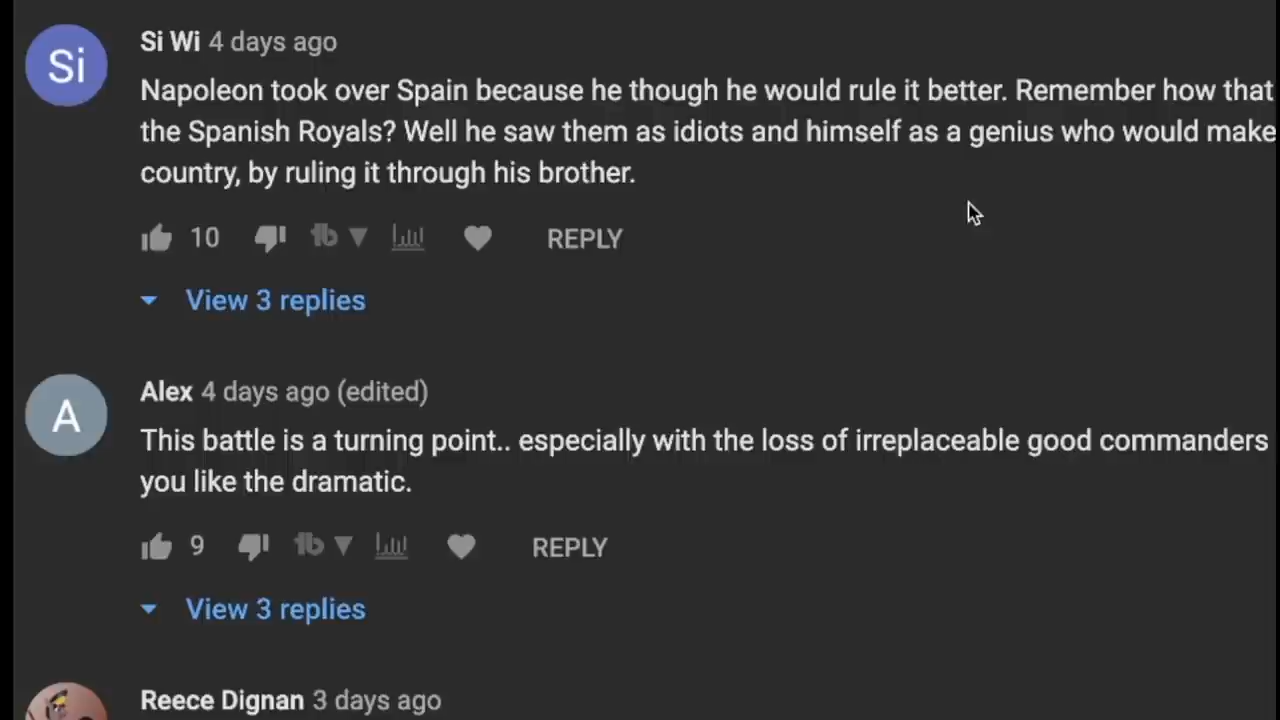 Si
Si Wi 4 days ago
Napoleon took over Spain because he though he would rule it better. Remember how that
the Spanish Royals? Well he saw them as idiots and himself as a genius who would make
country, by ruling it through his brother.
10 REPLY
View 3 replies
A
Alex 4 days ago (edited)
This battle is a turning point.. especially with the loss of irreplaceable good commanders
you like the dramatic.
9 REPLY
View 3 replies
Reece Dignan 3 days ago